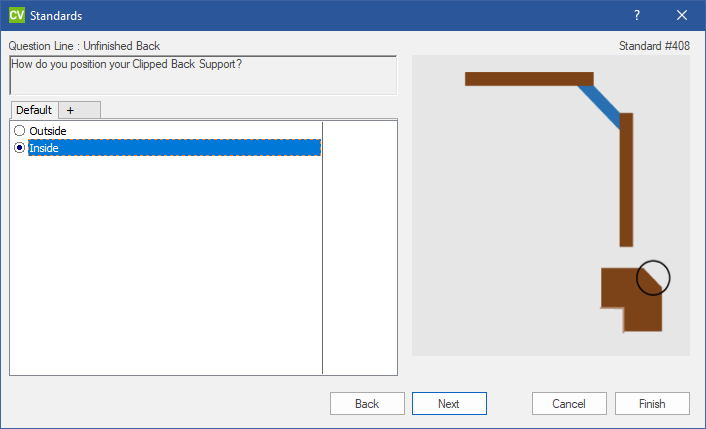 CV Standards ?
Question Line : Unfinished Back
Standard #408
How do you position your Clipped Back Support?
Default +
Outside
Inside
Back Next Cancel Finish